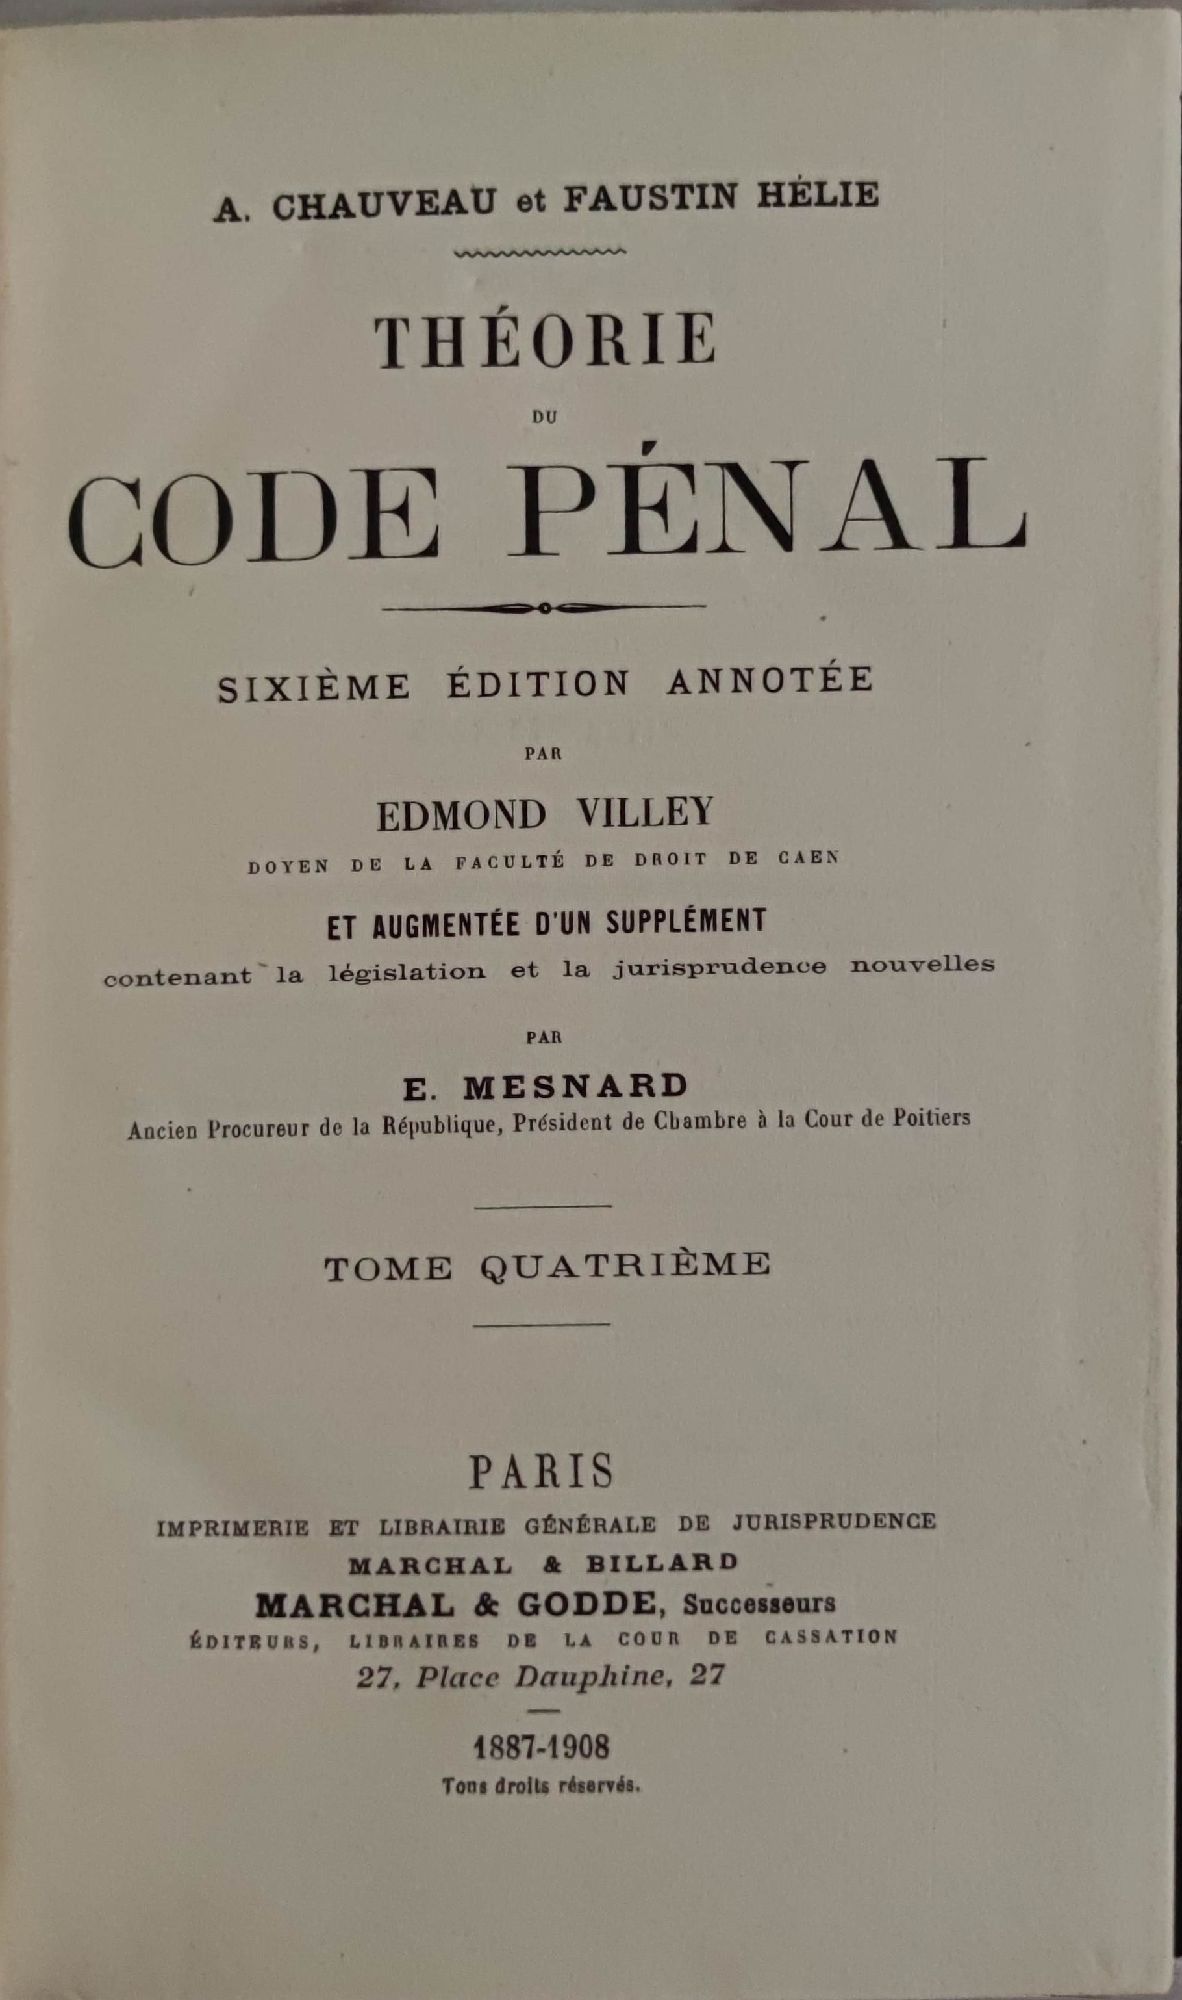 A. CHAUVEAU et FAUSTIN HÉLIE
THÉORIE
DU
CODE PÉNAL
SIXIÈME ÉDITION ANNOTÉE
PAR
EDMOND VILLEY
DOYEN DE LA FACULTÉ DE DROIT DE CAEN
ET AUGMENTÉE D'UN SUPPLÉMENT
contenant la législation et la jurisprudence nouvelles
PAR
E. MESNARD
Ancien Procureur de la République, Président de Chambre à la Cour de Poitiers
TOME QUATRIÈME
PARIS
IMPRIMERIE ET LIBRAIRIE GÉNÉRALE DE JURISPRUDENCE
MARCHAL & BILLARD
MARCHAL & GODDE, Successeurs
ÉDITEURS, LIBRAIRES DE LA COUR DE CASSATION
27, Place Dauphine, 27
1887-1908
Tous droits réservés.